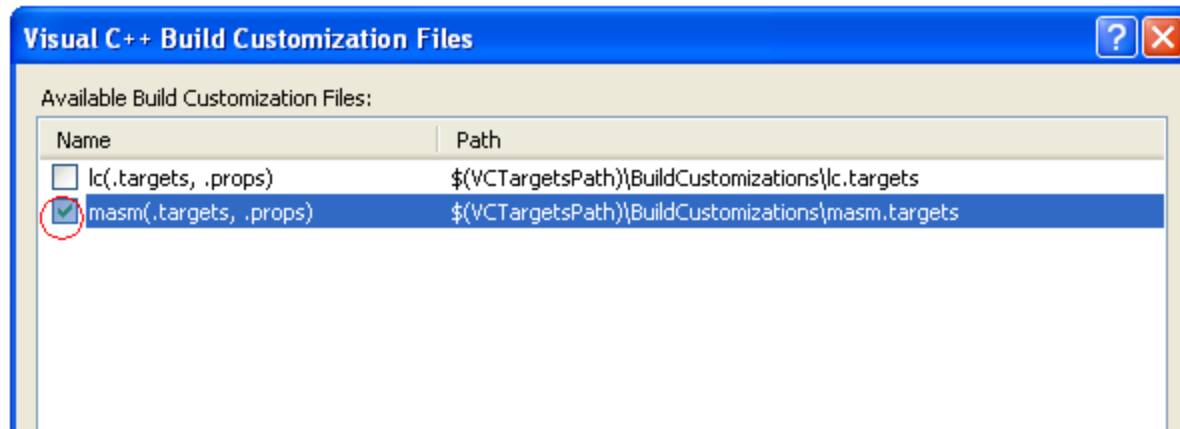 Visual C++ Build Customization Files
Available Build Customization Files:
Name Path
lc(.targets, .props) $(VCTargetsPath)\BuildCustomizations\lc.targets
masm(.targets, .props) $(VCTargetsPath)\BuildCustomizations\masm.targets